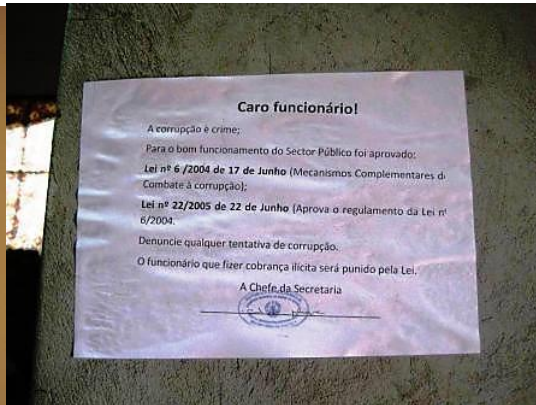 Caro funcionário!
A corrupção é crime;
Para o bom funcionamento do Sector Público foi aprovado:
Lei nº 6 /2004 de 17 de Junho (Mecanismos Complementares de
Combate à corrupção);
Lei nº 22/2005 de 22 de Junho (Aprova o regulamento da Lei nº
6/2004.
Denuncie qualquer tentativa de corrupção.
O funcionário que fizer cobrança ilícita será punido pela Lei.
A Chefe da Secretaria